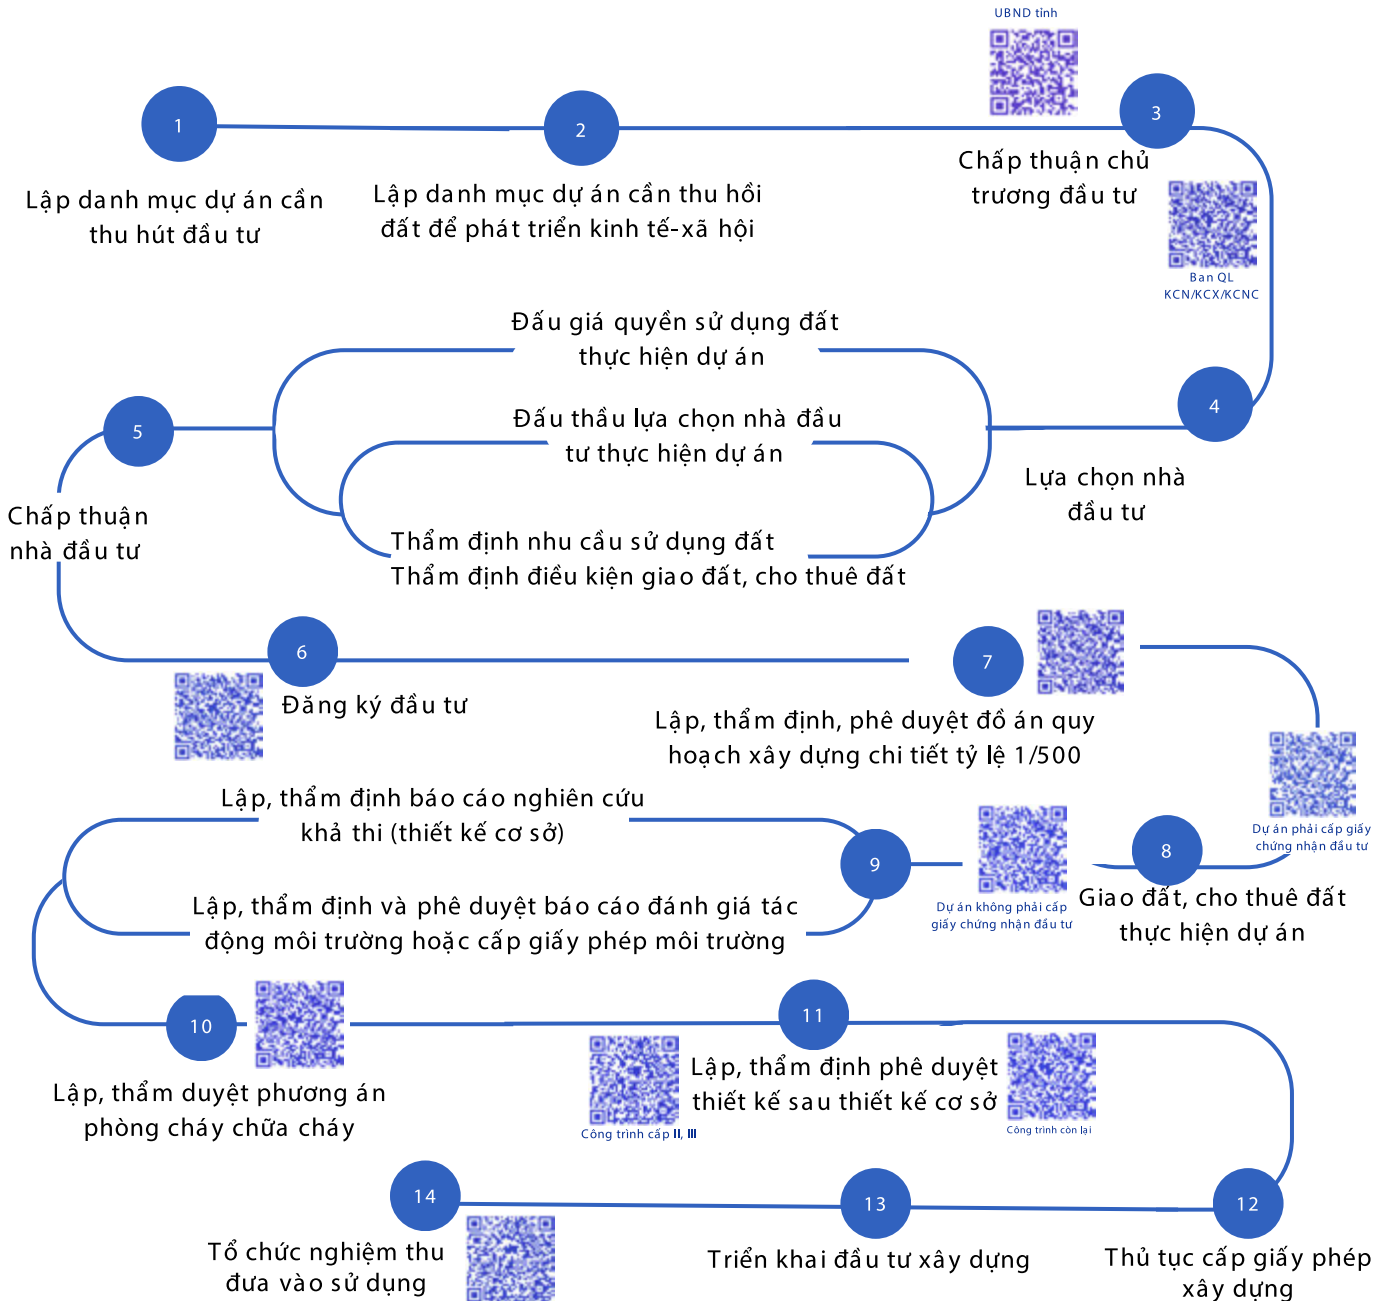 UBND tỉnh
1
2
3
Lập danh mục dự án cần
thu hút đầu tư
Lập danh mục dự án cần thu hồi
đất để phát triển kinh tế-xã hội
Chấp thuận chủ
trương đầu tư
Ban QL
KCN/KCX/KCNC
Đấu giá quyền sử dụng đất
thực hiện dự án
4
5
Đấu thầu lựa chọn nhà đầu
tư thực hiện dự án
Lựa chọn nhà
đầu tư
Chấp thuận
nhà đầu tư
Thẩm định nhu cầu sử dụng đất
Thẩm định điều kiện giao đất, cho thuê đất
6
7
Đăng ký đầu tư
Lập, thẩm định, phê duyệt đồ án quy
hoạch xây dựng chi tiết tỷ lệ 1/500
Dự án phải cấp giấy
chứng nhận đầu tư
8
Giao đất, cho thuê đất
thực hiện dự án
Dự án không phải cấp
giấy chứng nhận đầu tư
9
Lập, thẩm định báo cáo nghiên cứu
khả thi (thiết kế cơ sở)
Lập, thẩm định và phê duyệt báo cáo đánh giá tác
động môi trường hoặc cấp giấy phép môi trường
10
11
Lập, thẩm duyệt phương án
phòng cháy chữa cháy
Lập, thẩm định phê duyệt
thiết kế sau thiết kế cơ sở
Công trình cấp II, III
Công trình còn lại
14
13
12
Tổ chức nghiệm thu
đưa vào sử dụng
Triển khai đầu tư xây dựng
Thủ tục cấp giấy phép
xây dựng